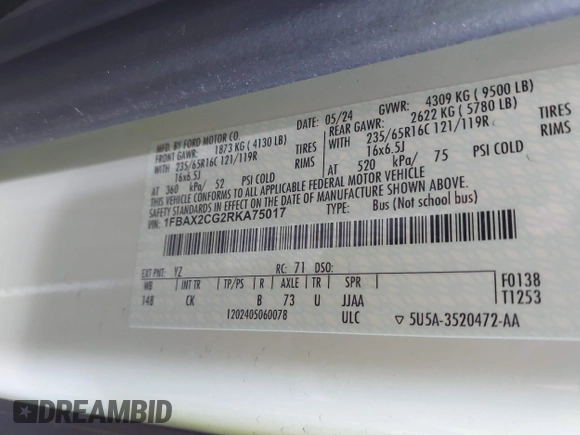 MFD. BY FORD MOTOR CO. DATE: 05/24 GVWR: 4309 KG ( 9500 LB)
FRONT GAWR: 1873 KG ( 4130 LB) REAR GAWR: 2622 KG ( 5780 LB)
WITH 235/65R16C 121/119R TIRES WITH 235/65R16C 121/119R TIRES
16x6.5J RIMS 16x6.5J RIMS
AT 360 kPa/ 52 PSI COLD AT 520 kPa/ 75 PSI COLD
THIS VEHICLE CONFORMS TO ALL APPLICABLE FEDERAL MOTOR VEHICLE
SAFETY STANDARDS IN EFFECT ON THE DATE OF MANUFACTURE SHOWN ABOVE.
VIN: 1FBAX2CG2RKA75017 TYPE: Bus (Not school bus)
EXT PNT: YZ RC: 71 DSO:
WB INT TR TP/PS R AXLE TR SPR F0138
148 CK B 73 U JJAA T1253
1202405060078 ULC ▽ 5U5A-3520472-AA
DREAMBID